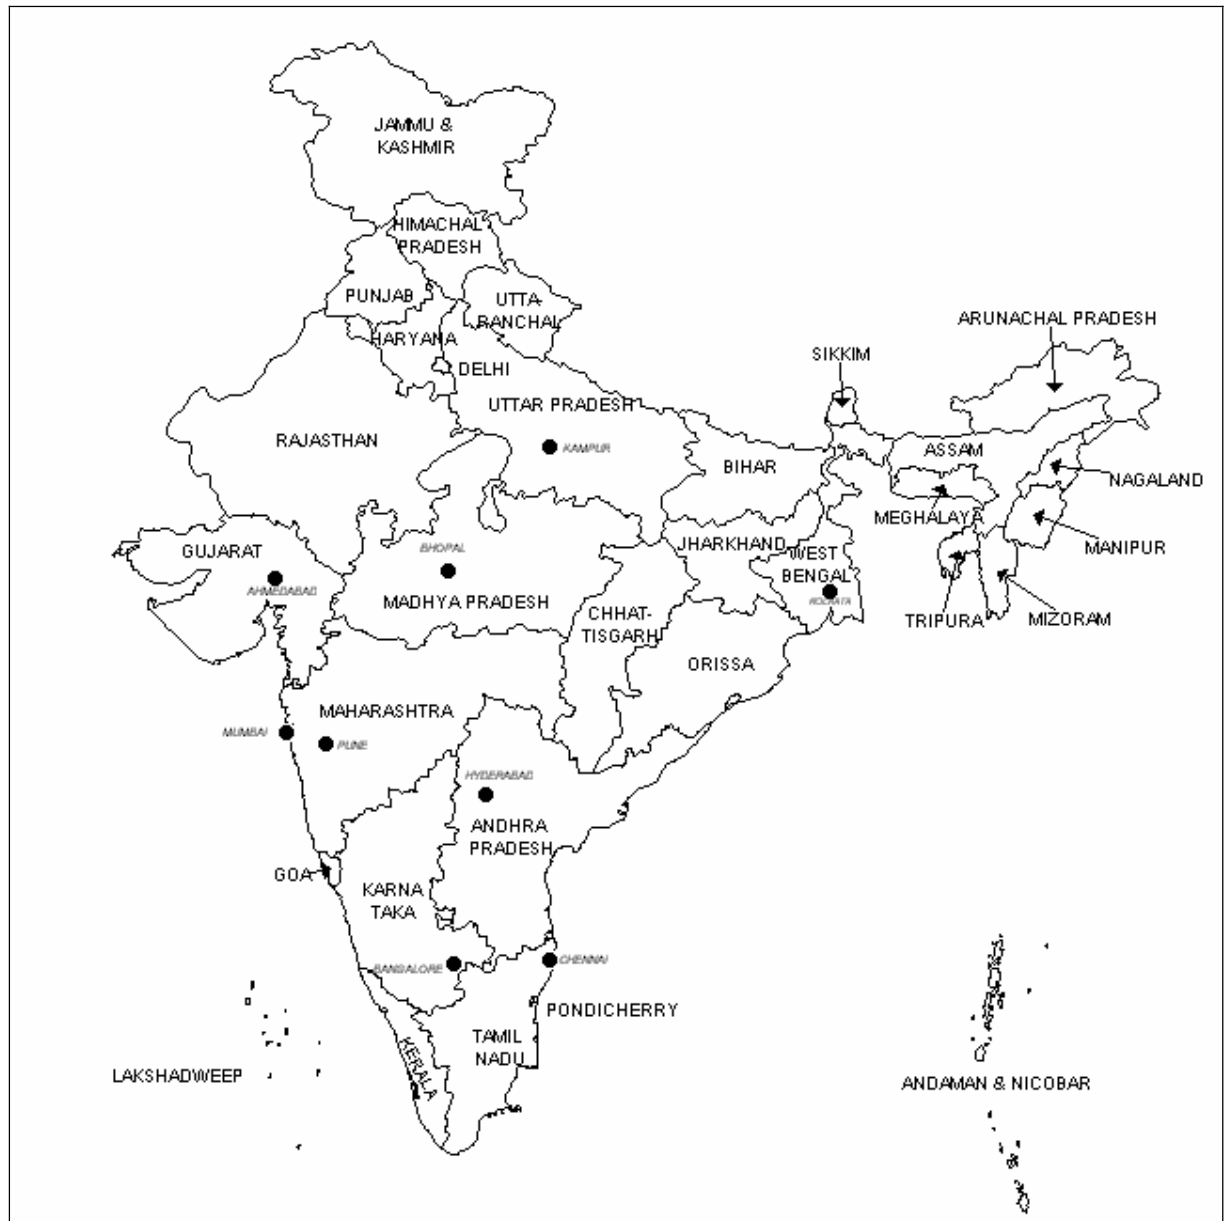 JAMMU &
KASHMIR
HIMACHAL
PRADESH
PUNJAB
UTTA-
RANCHAL
HARYANA
DELHI
ARUNACHAL PRADESH
SIKKIM
UTTAR PRADESH
RAJASTHAN
KAMPUR
BIHAR
ASSAM
NAGALAND
MEGHALAYA
MANIPUR
GUJARAT
BHOPAL
JHARKHAND
WEST
BENGAL
AHMEDABAD
MADHYA PRADESH
KOLKATA
CHHAT-
TISGARH
TRIPURA
MIZORAM
ORISSA
MAHARASHTRA
MUMBAI
PUNE
HYDERABAD
ANDHRA
PRADESH
GOA
KARNA
TAKA
BANGALORE
CHENNAI
PONDICHERRY
TAMIL
NADU
KERALA
LAKSHADWEEP
ANDAMAN & NICOBAR